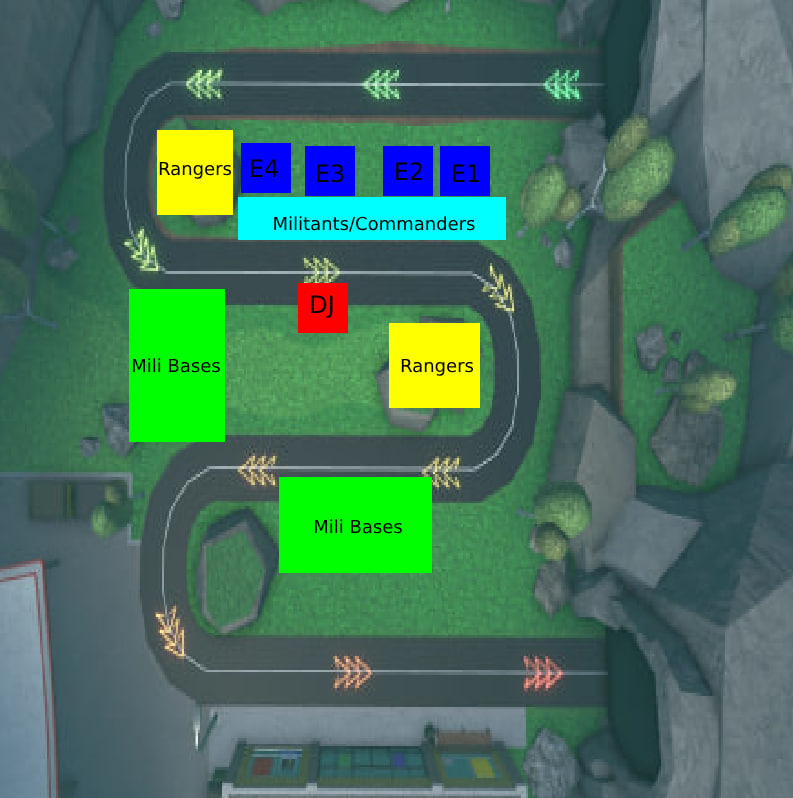 Rangers
E4
E3
E2
E1
Militants/Commanders
DJ
Mili Bases
Rangers
Mili Bases